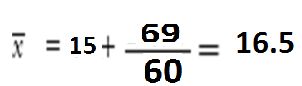 x̄ = 15 + 69/60 = 16.5